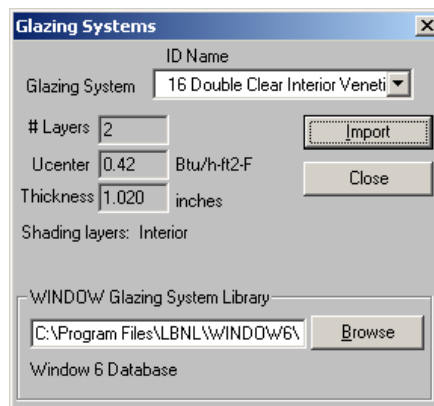 Glazing Systems
ID Name
Glazing System 16 Double Clear Interior Veneti
# Layers 2
Import
Ucenter 0.42 Btu/h-ft2-F
Close
Thickness 1.020 inches
Shading layers: Interior
WINDOW Glazing System Library
C:\Program Files\LBNL\WINDOW6\ Browse
Window 6 Database